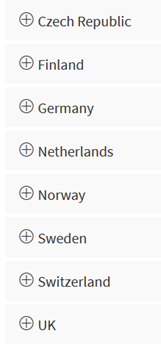 Czech Republic
Finland
Germany
Netherlands
Norway
Sweden
Switzerland
UK